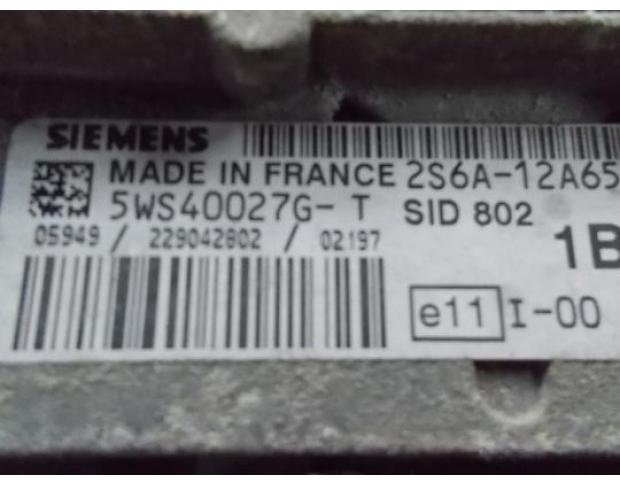 SIEMENS
MADE IN FRANCE 2S6A-12A65
5WS40027G- T SID 802
05949 / 229042802 / 02197
1B
e11 I-00